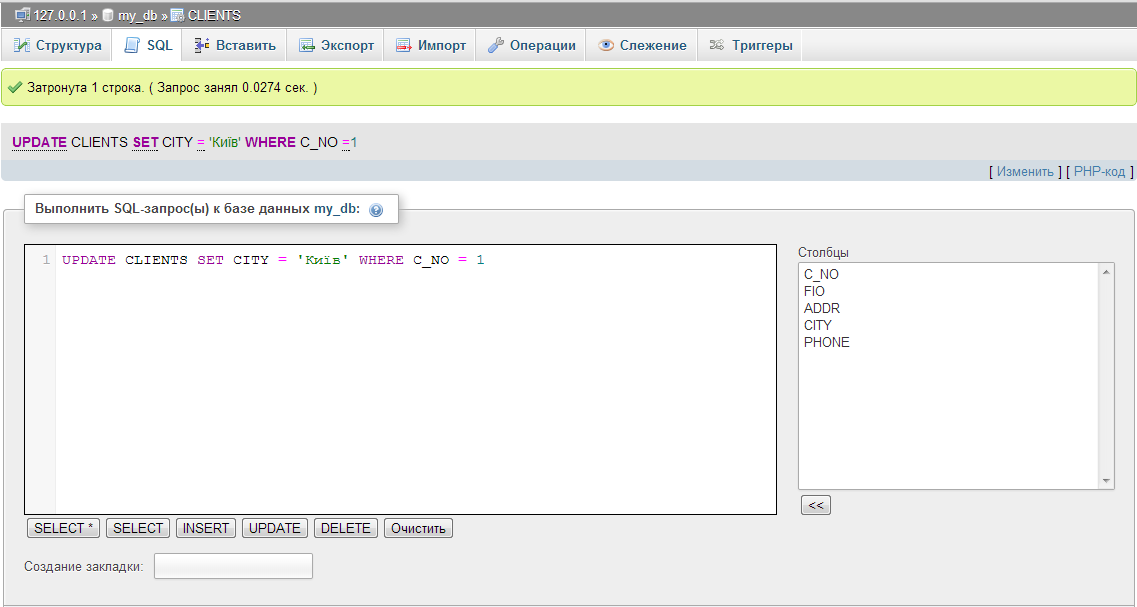 127.0.0.1 » my_db » CLIENTS
Структура SQL Вставить Экспорт Импорт Операции Слежение Триггеры
Затронута 1 строка. ( Запрос занял 0.0274 сек. )
UPDATE CLIENTS SET CITY = 'Київ' WHERE C_NO =1
[ Изменить ] [ PHP-код ]
Выполнить SQL-запрос(ы) к базе данных my_db:
1 UPDATE CLIENTS SET CITY = 'Київ' WHERE C_NO = 1
Столбцы
C_NO
FIO
ADDR
CITY
PHONE
<<
SELECT * SELECT INSERT UPDATE DELETE Очистить
Создание закладки: